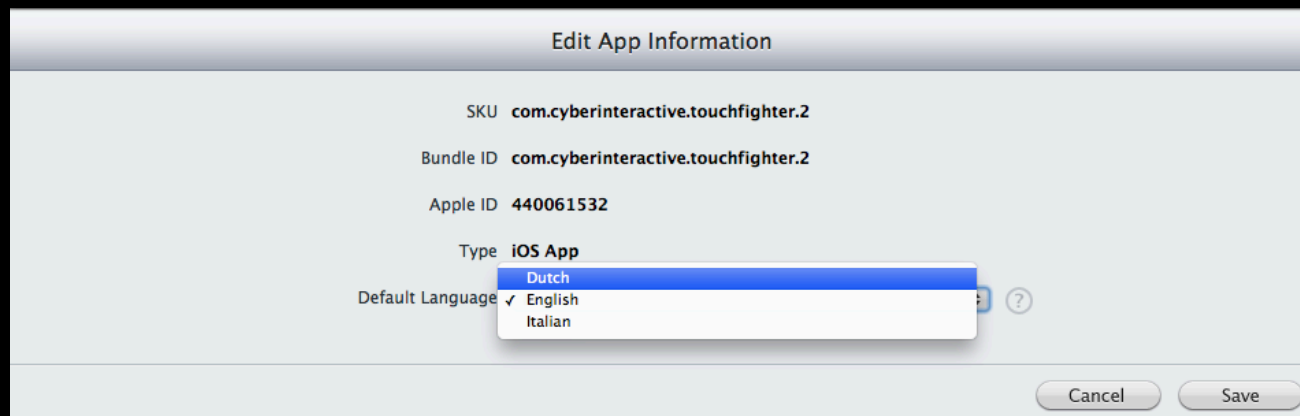 Edit App Information
SKU com.cyberinteractive.touchfighter.2
Bundle ID com.cyberinteractive.touchfighter.2
Apple ID 440061532
Type iOS App
Dutch
Default Language ✓ English
?
Italian
Cancel Save